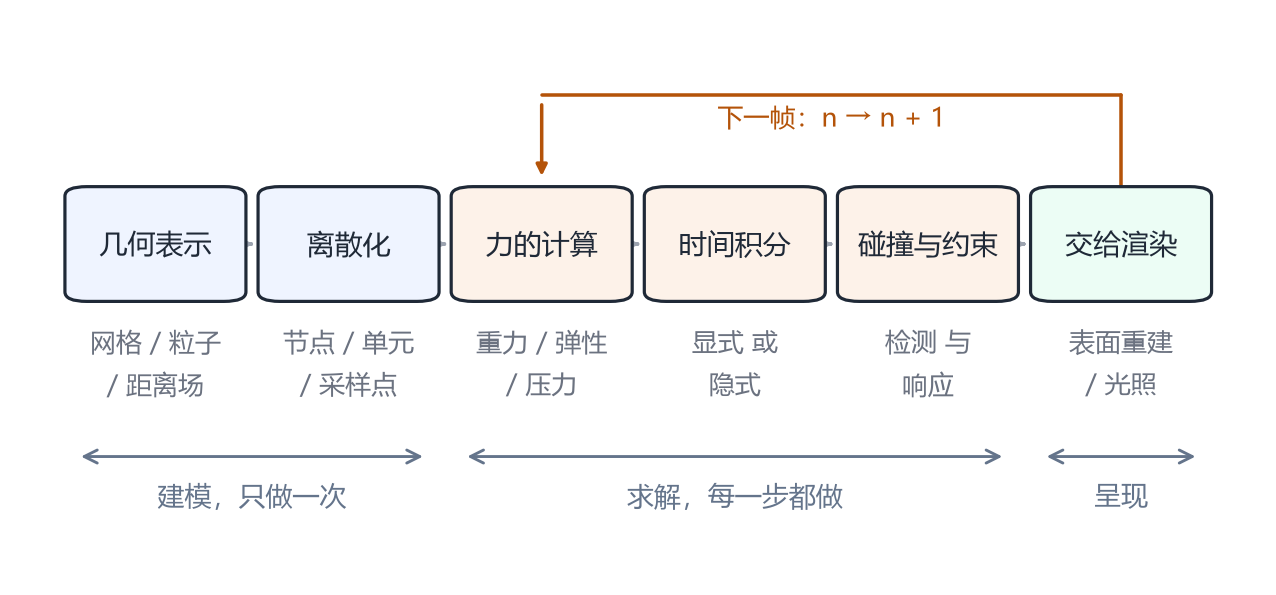 下一帧：n → n + 1
几何表示
离散化
力的计算
时间积分
碰撞与约束
交给渲染
网格 / 粒子
/ 距离场
节点 / 单元
/ 采样点
重力 / 弹性
/ 压力
显式 或
隐式
检测 与
响应
表面重建
/ 光照
建模，只做一次
求解，每一步都做
呈现